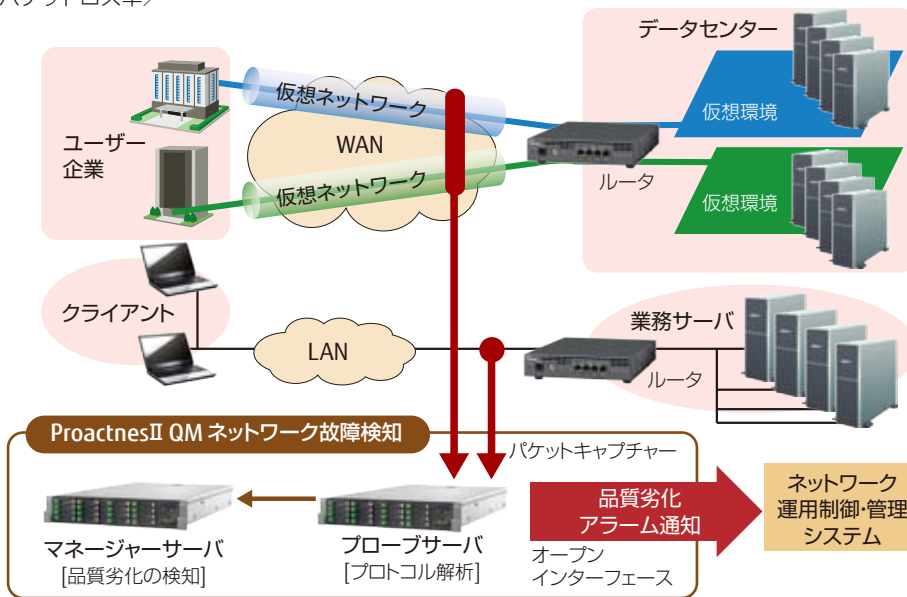 データセンター
仮想ネットワーク
仮想環境
ユーザー
企業
WAN
ルータ
仮想ネットワーク
仮想環境
クライアント
業務サーバ
LAN
ルータ
ProactnesⅡ QM ネットワーク故障検知
パケットキャプチャー
品質劣化
アラーム通知
ネットワーク
運用制御・管理
システム
マネージャーサーバ
[品質劣化の検知]
プローブサーバ
[プロトコル解析]
オープン
インターフェース